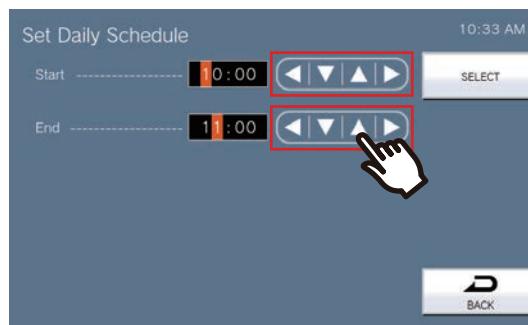 Set Daily Schedule
10:33 AM
Start ----------------- 10:00
SELECT
End ------------------ 11:00
BACK